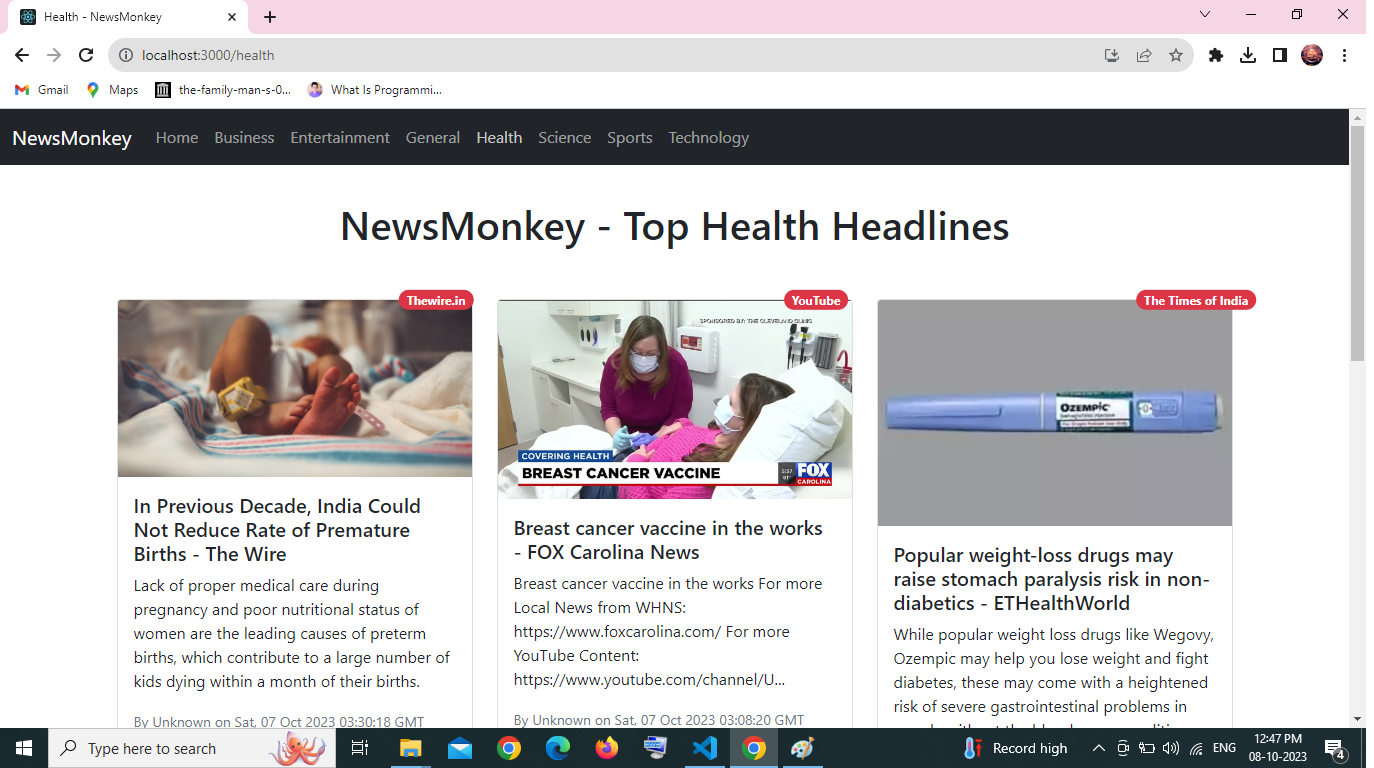 Health - NewsMonkey
localhost:3000/health
Gmail
Maps
the-family-man-s-0...
What Is Programmi...
NewsMonkey Home Business Entertainment General Health Science Sports Technology
NewsMonkey - Top Health Headlines
Thewire.in
In Previous Decade, India Could
Not Reduce Rate of Premature
Births - The Wire
Lack of proper medical care during
pregnancy and poor nutritional status of
women are the leading causes of preterm
births, which contribute to a large number of
kids dying within a month of their births.
By Unknown on Sat, 07 Oct 2023 03:30:18 GMT
YouTube
SPONSORED BY: THE CLEVELAND CLINIC
COVERING HEALTH
BREAST CANCER VACCINE
5:37
FOX
CAROLINA
Breast cancer vaccine in the works
- FOX Carolina News
Breast cancer vaccine in the works For more
Local News from WHNS:
https://www.foxcarolina.com/ For more
YouTube Content:
https://www.youtube.com/channel/U...
By Unknown on Sat, 07 Oct 2023 03:08:20 GMT
The Times of India
OZEMPIC
Popular weight-loss drugs may
raise stomach paralysis risk in non-
diabetics - ETHealthWorld
While popular weight loss drugs like Wegovy,
Ozempic may help you lose weight and fight
diabetes, these may come with a heightened
risk of severe gastrointestinal problems in
Type here to search
Record high
ENG
12:47 PM
08-10-2023
4